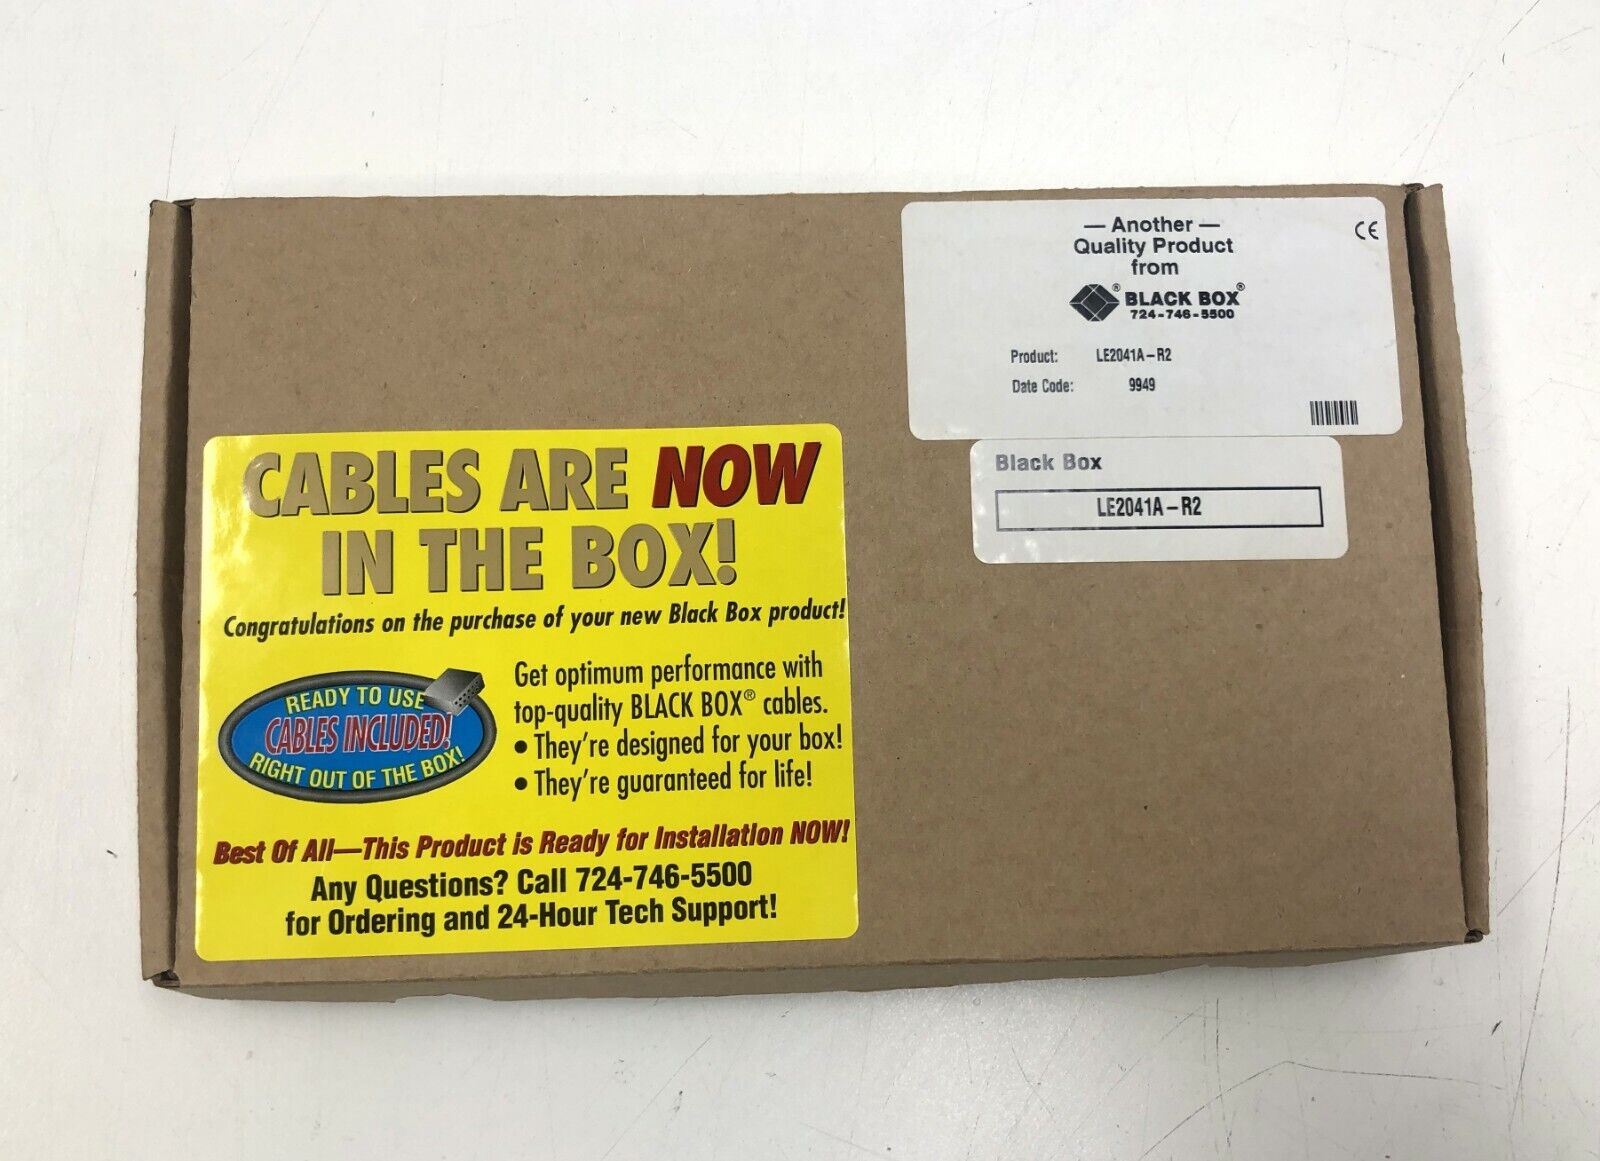 — Another —
Quality Product
from
® BLACK BOX®
724-746-5500
CE
Product: LE2041A-R2
Date Code: 9949
Black Box
LE2041A-R2
CABLES ARE NOW
IN THE BOX!
Congratulations on the purchase of your new Black Box product!
READY TO USE
CABLES INCLUDED!
RIGHT OUT OF THE BOX!
Get optimum performance with
top-quality BLACK BOX® cables.
• They're designed for your box!
• They're guaranteed for life!
Best Of All—This Product is Ready for Installation NOW!
Any Questions? Call 724-746-5500
for Ordering and 24-Hour Tech Support!